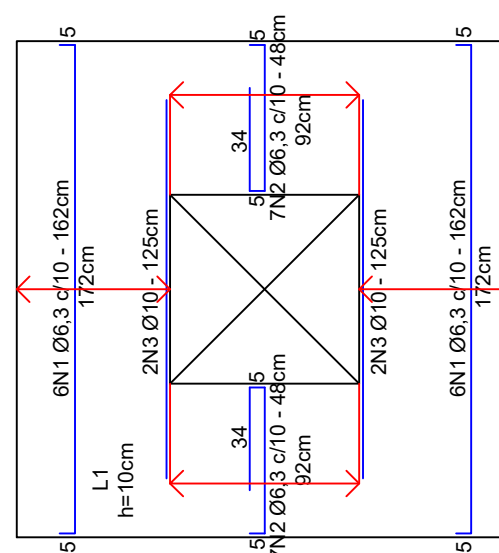 5
6N1 Ø6,3 c/10 - 162cm
172cm
5
2N3 Ø10 - 125cm
34
5
7N2 Ø6,3 c/10 - 48cm
92cm
5
2N3 Ø10 - 125cm
5
6N1 Ø6,3 c/10 - 162cm
172cm
5
34
5
7N2 Ø6,3 c/10 - 48cm
92cm
5
L1
h=10cm